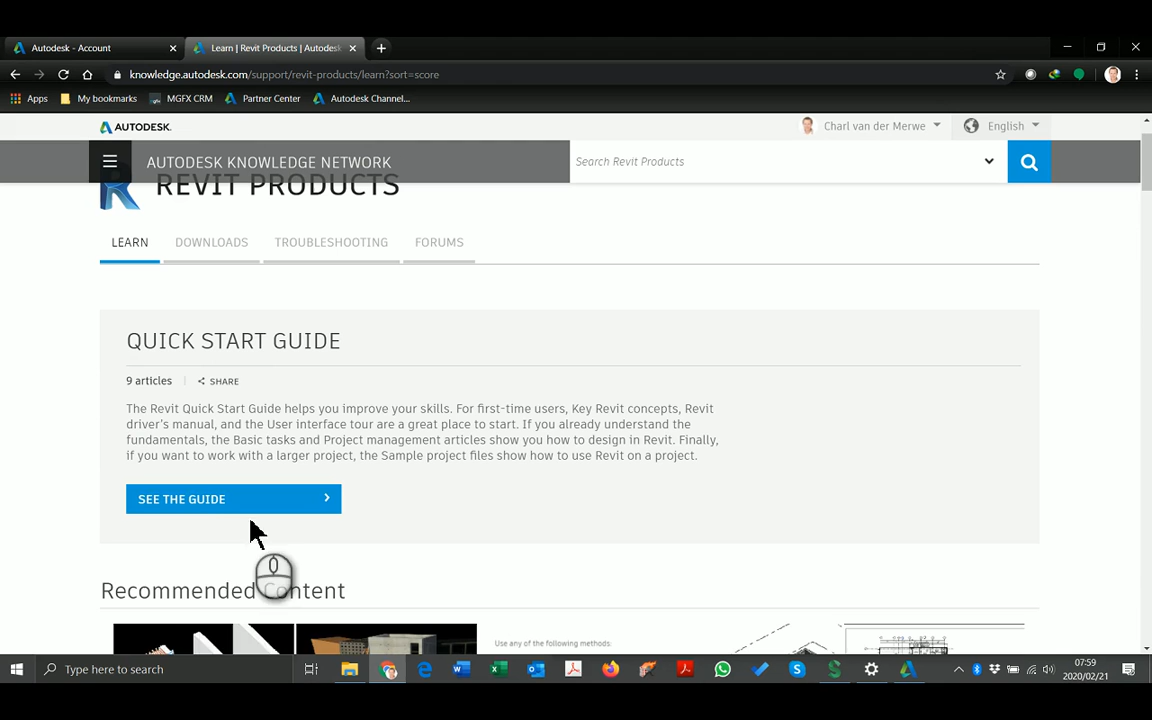 Autodesk - Account
Learn | Revit Products | Autodesk
knowledge.autodesk.com/support/revit-products/learn?sort=score
Apps My bookmarks MGFX CRM Partner Center Autodesk Channel...
AUTODESK. Charl van der Merwe English
AUTODESK KNOWLEDGE NETWORK Search Revit Products
REVIT PRODUCTS
LEARN DOWNLOADS TROUBLESHOOTING FORUMS
QUICK START GUIDE
9 articles SHARE
The Revit Quick Start Guide helps you improve your skills. For first-time users, Key Revit concepts, Revit
driver's manual, and the User interface tour are a great place to start. If you already understand the
fundamentals, the Basic tasks and Project management articles show you how to design in Revit. Finally,
if you want to work with a larger project, the Sample project files show how to use Revit on a project.
SEE THE GUIDE
Recommended Content
Use any of the following methods:
Type here to search
07:59
2020/02/21